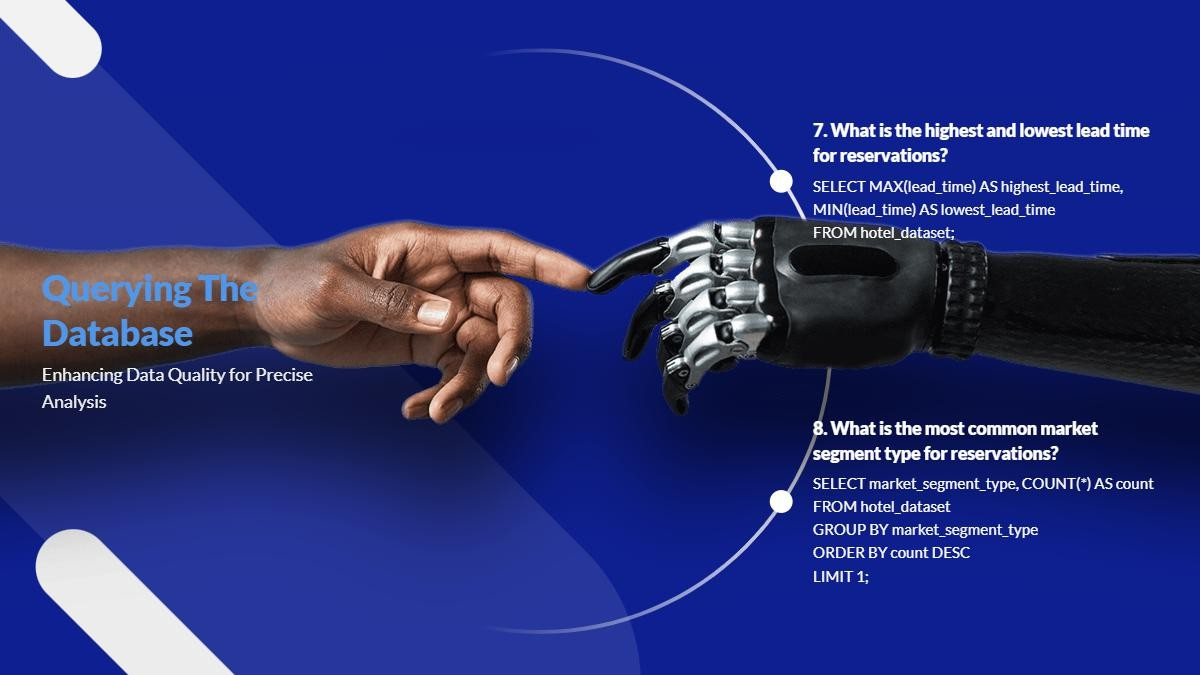 Querying The
Database
Enhancing Data Quality for Precise
Analysis
7. What is the highest and lowest lead time
for reservations?
SELECT MAX(lead_time) AS highest_lead_time,
MIN(lead_time) AS lowest_lead_time
FROM hotel_dataset;
8. What is the most common market
segment type for reservations?
SELECT market_segment_type, COUNT(*) AS count
FROM hotel_dataset
GROUP BY market_segment_type
ORDER BY count DESC
LIMIT 1;